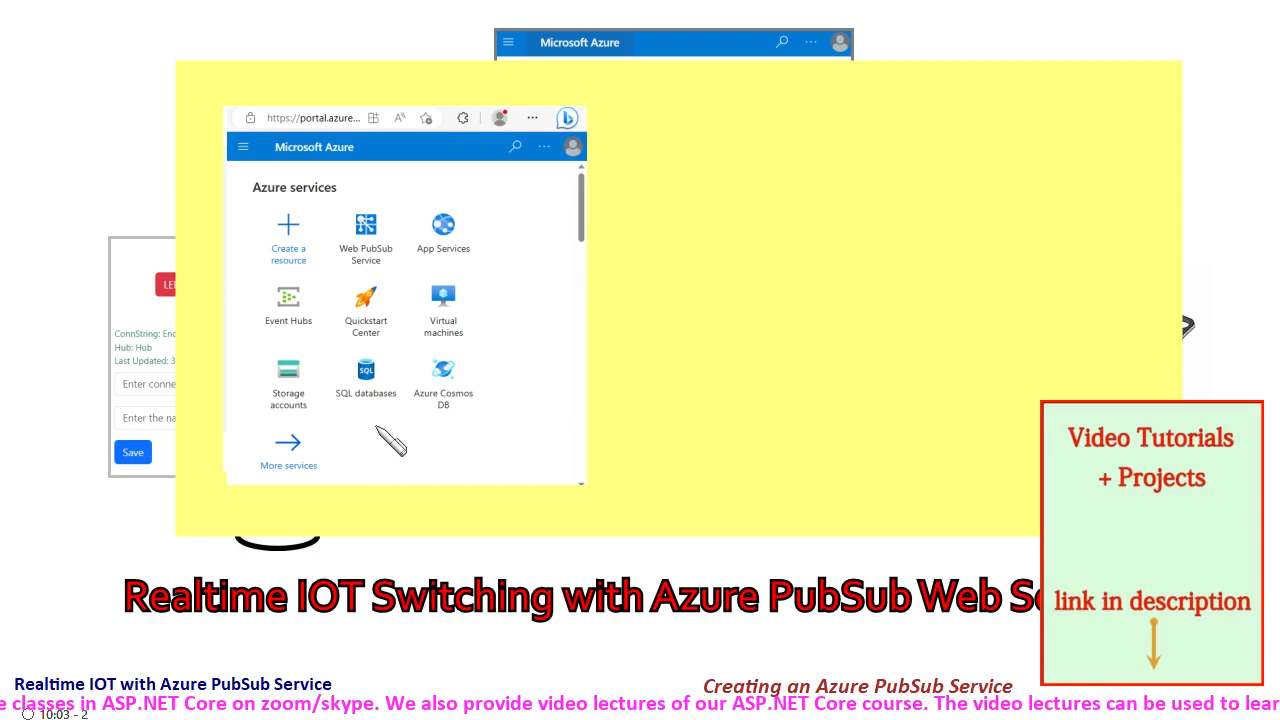 Microsoft Azure
https://portal.azure...
Microsoft Azure
Azure services
Create a
resource
Web PubSub
Service
App Services
Event Hubs
Quickstart
Center
Virtual
machines
Storage
accounts
SQL databases
Azure Cosmos
DB
More services
ConnString:
Hub: Hub
Last Updated: 3
Enter
Enter the
Save
Video Tutorials
+ Projects
link in description
Realtime IOT Switching with Azure PubSub Web
Realtime IOT with Azure PubSub Service
Creating an Azure PubSub Service
e classes in ASP.NET Core on zoom/skype. We also provide video lectures of our ASP.NET Core course. The video lectures can be used to lear
10:03 - 2